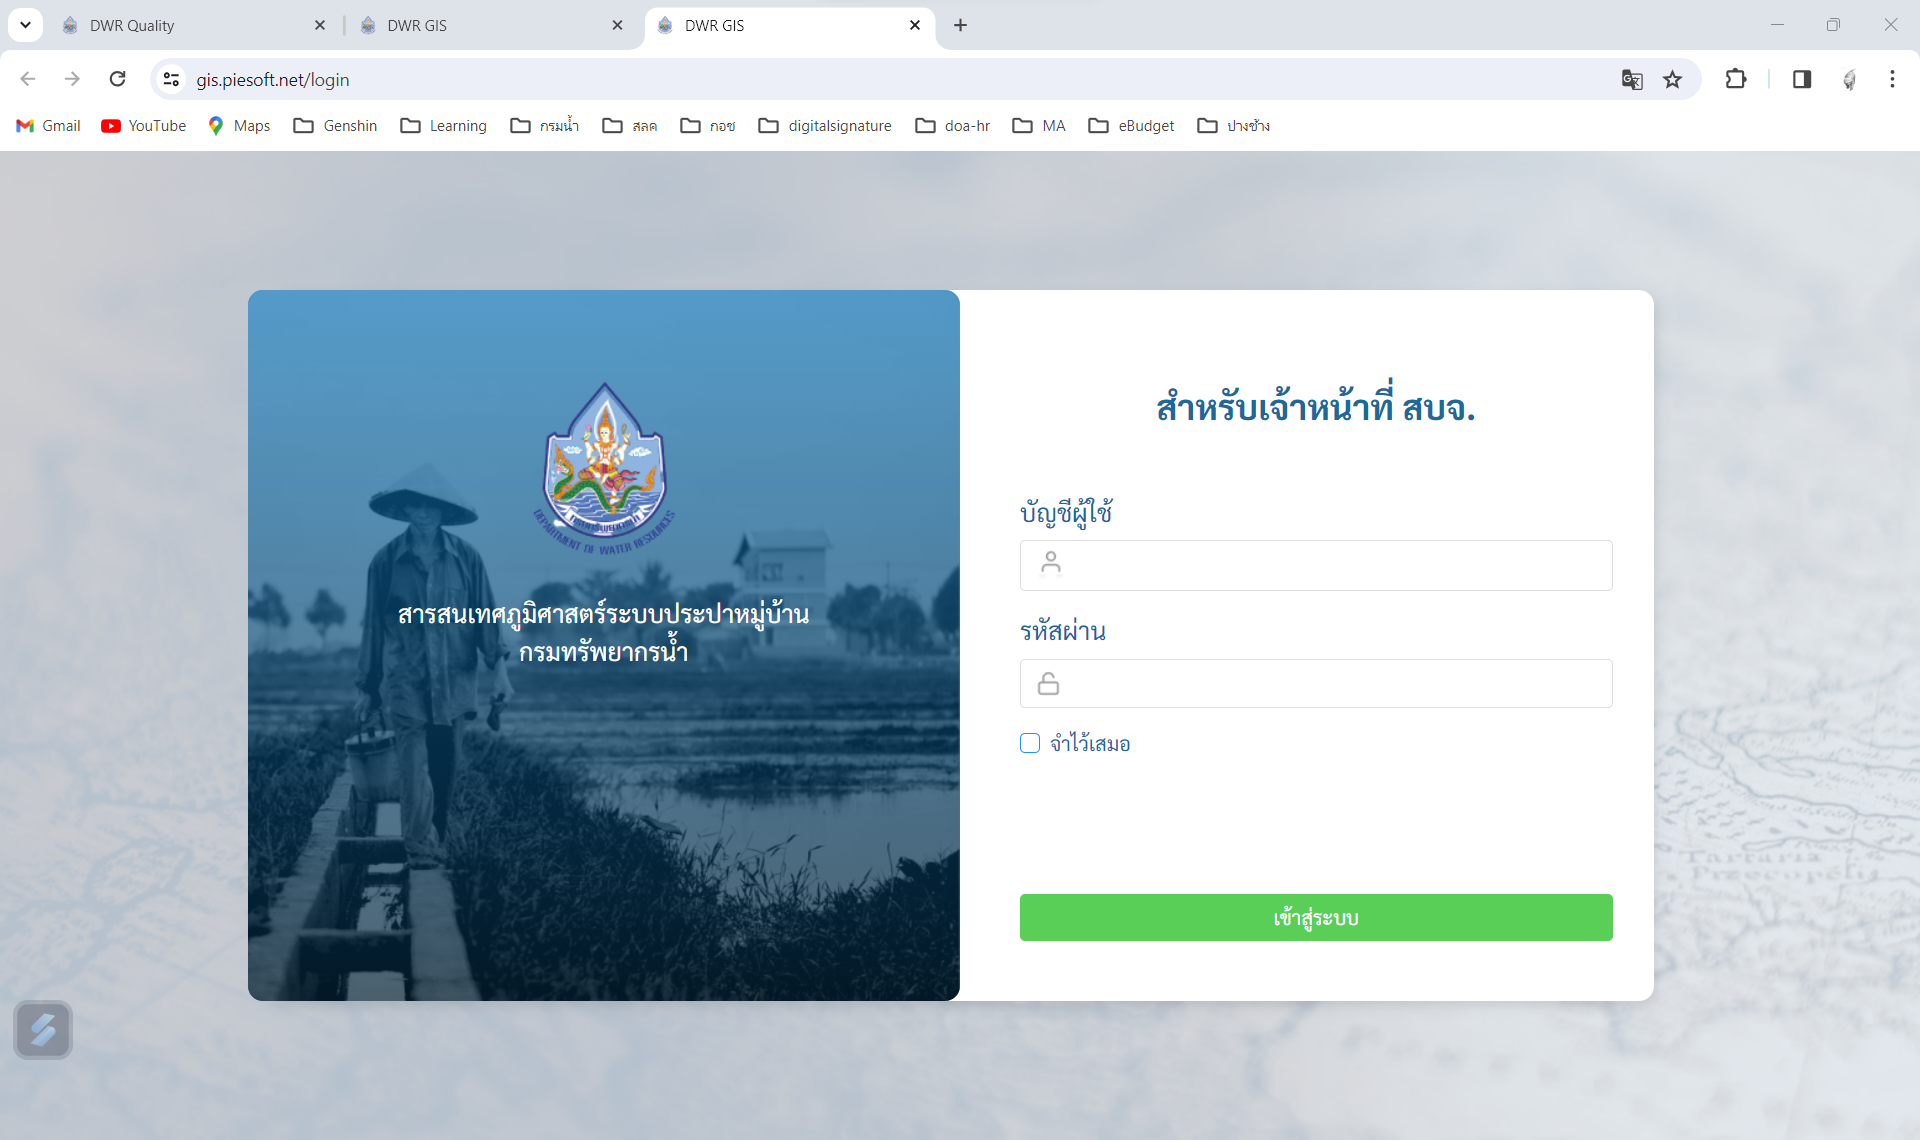 DWR Quality
DWR GIS
DWR GIS
gis.piesoft.net/login
Gmail
YouTube
Maps
Genshin
Learning
กรมน้ำ
สลค
กอช
digitalsignature
doa-hr
MA
eBudget
ปางช้าง
DEPARTMENT OF WATER RESOURCES
สารสนเทศภูมิศาสตร์ระบบประปาหมู่บ้าน
กรมทรัพยากรน้ำ
สำหรับเจ้าหน้าที่ สบจ.
บัญชีผู้ใช้
รหัสผ่าน
จำไว้เสมอ
เข้าสู่ระบบ
Tartaria
Przecopensis